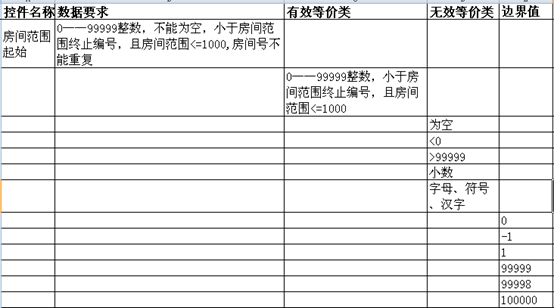 控件名称 数据要求 有效等价类 无效等价类 边界值
房间范围
起始
0——99999整数，不能为空，小于房间范
围终止编号，且房间范围<=1000,房间号不
能重复
0——99999整数，小于房
间范围终止编号，且房间
范围<=1000
为空
<0
>99999
小数
字母、符号
、汉字
0
-1
1
99999
99998
100000